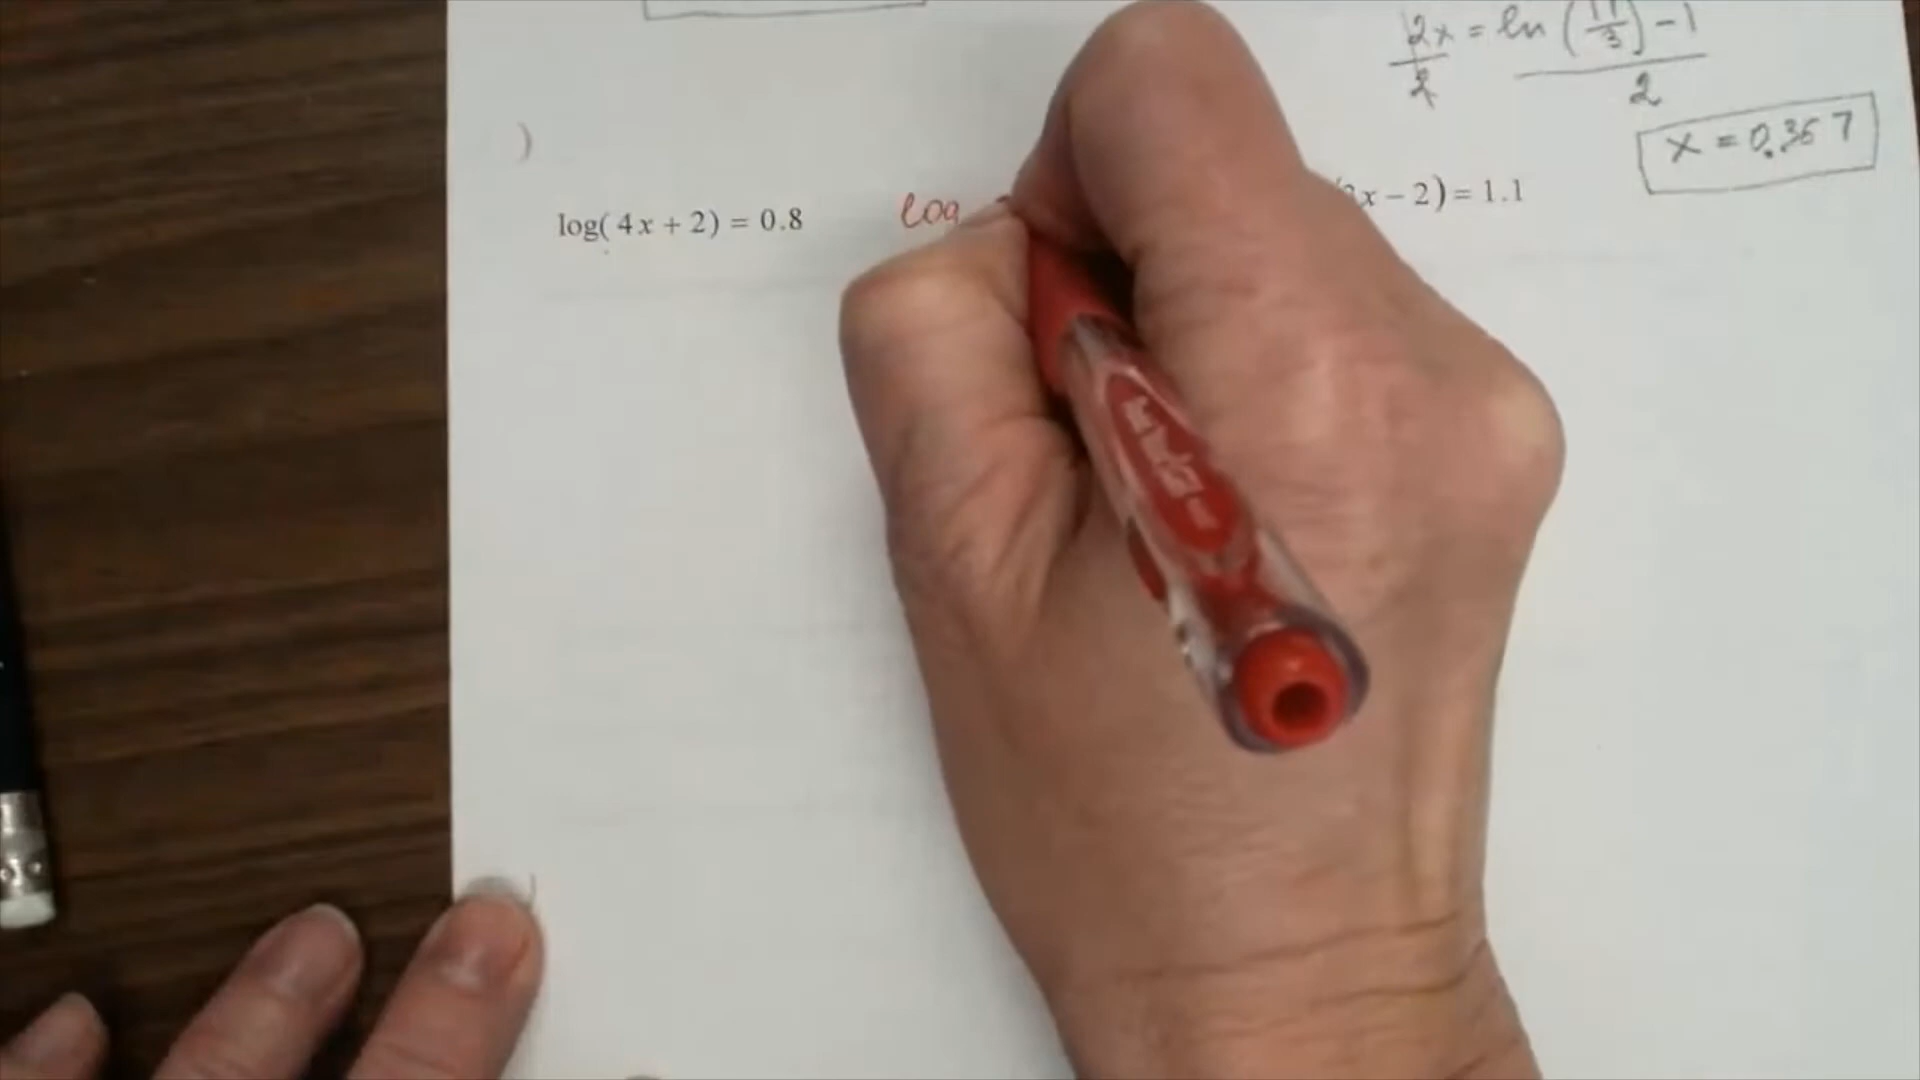 2x = ln (11/3) - 1
2 2
x = 0.367
)
log( 4x + 2) = 0.8
log
x - 2) = 1.1